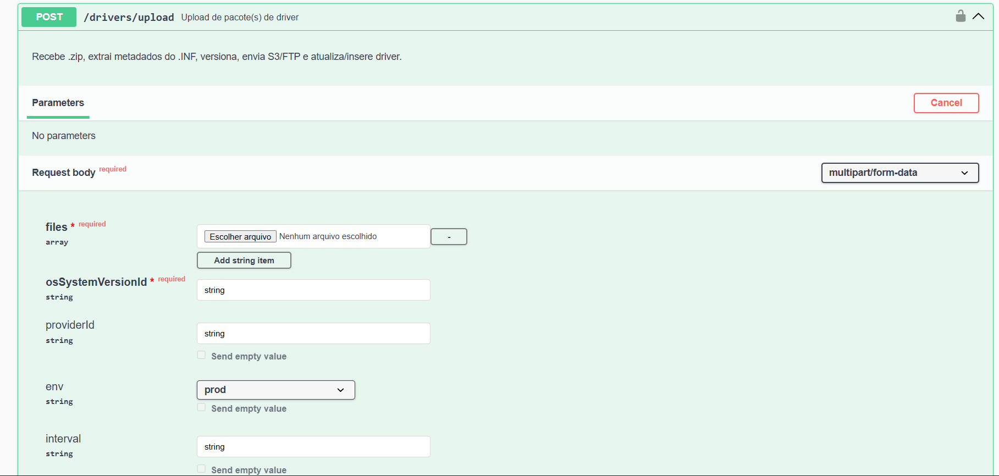 POST /drivers/upload Upload de pacote(s) de driver
Recebe .zip, extrai metadados do .INF, versiona, envia S3/FTP e atualiza/insere driver.
Parameters
Cancel
No parameters
Request body required
multipart/form-data
files * required
array
Escolher arquivo Nenhum arquivo escolhido
-
Add string item
osSystemVersionId * required
string
string
providerId
string
string
Send empty value
env
string
prod
Send empty value
interval
string
string
Send empty value